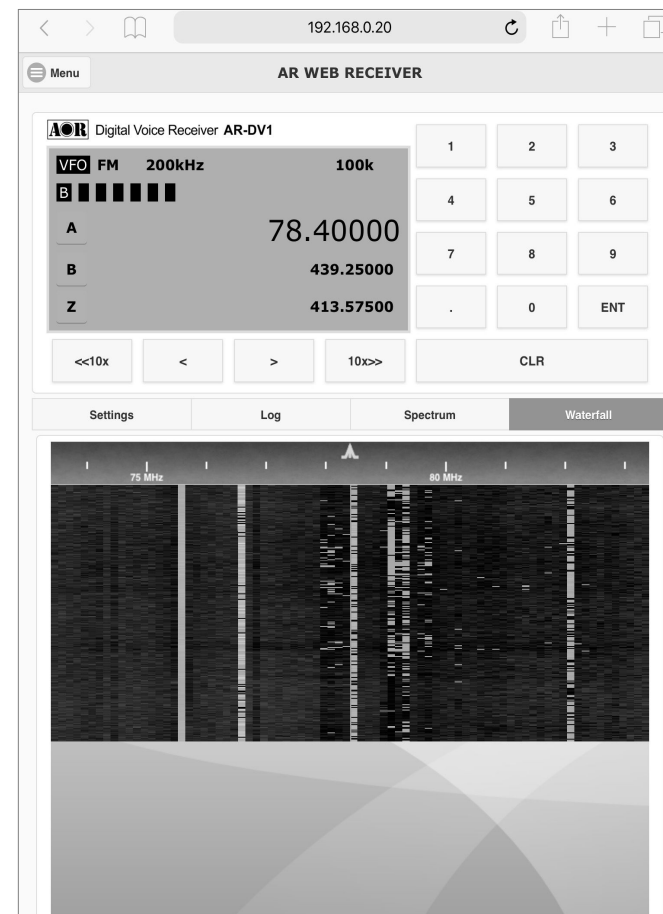 192.168.0.20
Menu
AR WEB RECEIVER
AOR Digital Voice Receiver AR-DV1
VFO FM 200kHz 100k
B
A 78.40000
B 439.25000
Z 413.57500
1 2 3
4 5 6
7 8 9
. 0 ENT
<<10x < > 10x>> CLR
Settings Log Spectrum Waterfall
75 MHz 80 MHz